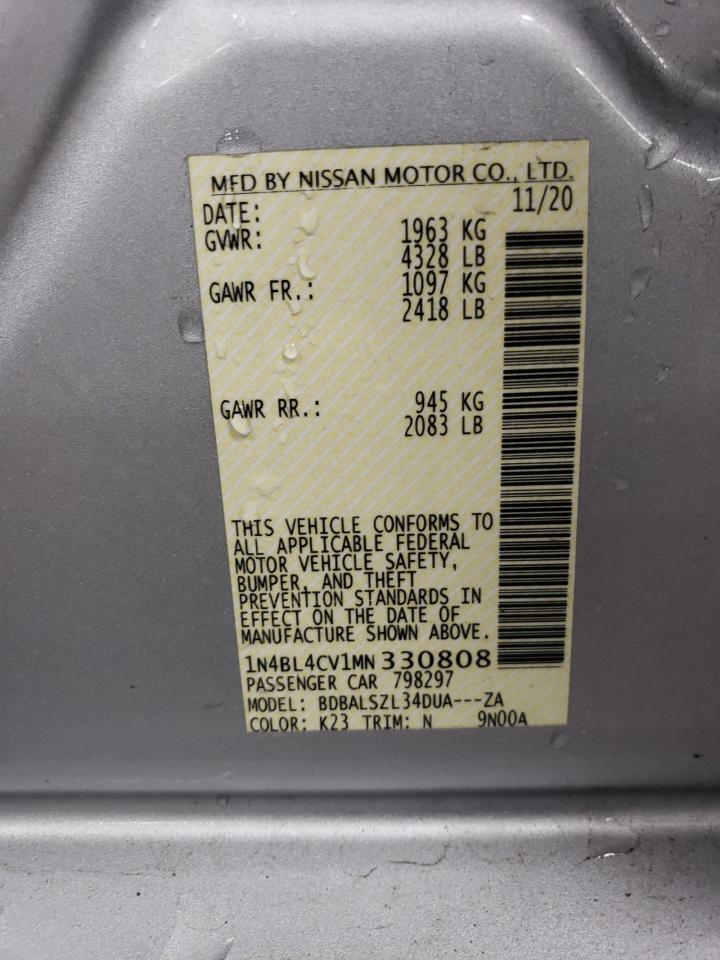 MFD BY NISSAN MOTOR CO., LTD.
DATE: 11/20
GVWR: 1963 KG
4328 LB
GAWR FR.: 1097 KG
2418 LB
GAWR RR.: 945 KG
2083 LB
THIS VEHICLE CONFORMS TO
ALL APPLICABLE FEDERAL
MOTOR VEHICLE SAFETY,
BUMPER, AND THEFT
PREVENTION STANDARDS IN
EFFECT ON THE DATE OF
MANUFACTURE SHOWN ABOVE.
1N4BL4CV1MN 330808
PASSENGER CAR 798297
MODEL: BDBALSZL34DUA---ZA
COLOR: K23 TRIM: N 9N00A